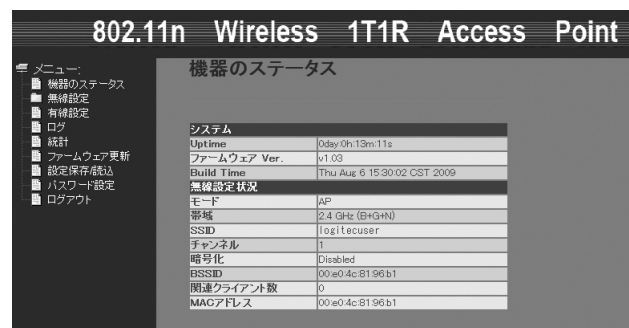 802.11n Wireless 1T1R Access Point
メニュー:
機器のステータス
無線設定
有線設定
ログ
統計
ファームウェア更新
設定保存/読込
パスワード設定
ログアウト
機器のステータス
システム
Uptime 0day:0h:13m:11s
ファームウェア Ver. v1.03
Build Time Thu Aug 6 15:30:02 CST 2009
無線設定状況
モード AP
帯域 2.4 GHz (B+G+N)
SSID logitecuser
チャンネル 1
暗号化 Disabled
BSSID 00:e0:4c:81:96:b1
関連クライアント数 0
MACアドレス 00:e0:4c:81:96:b1